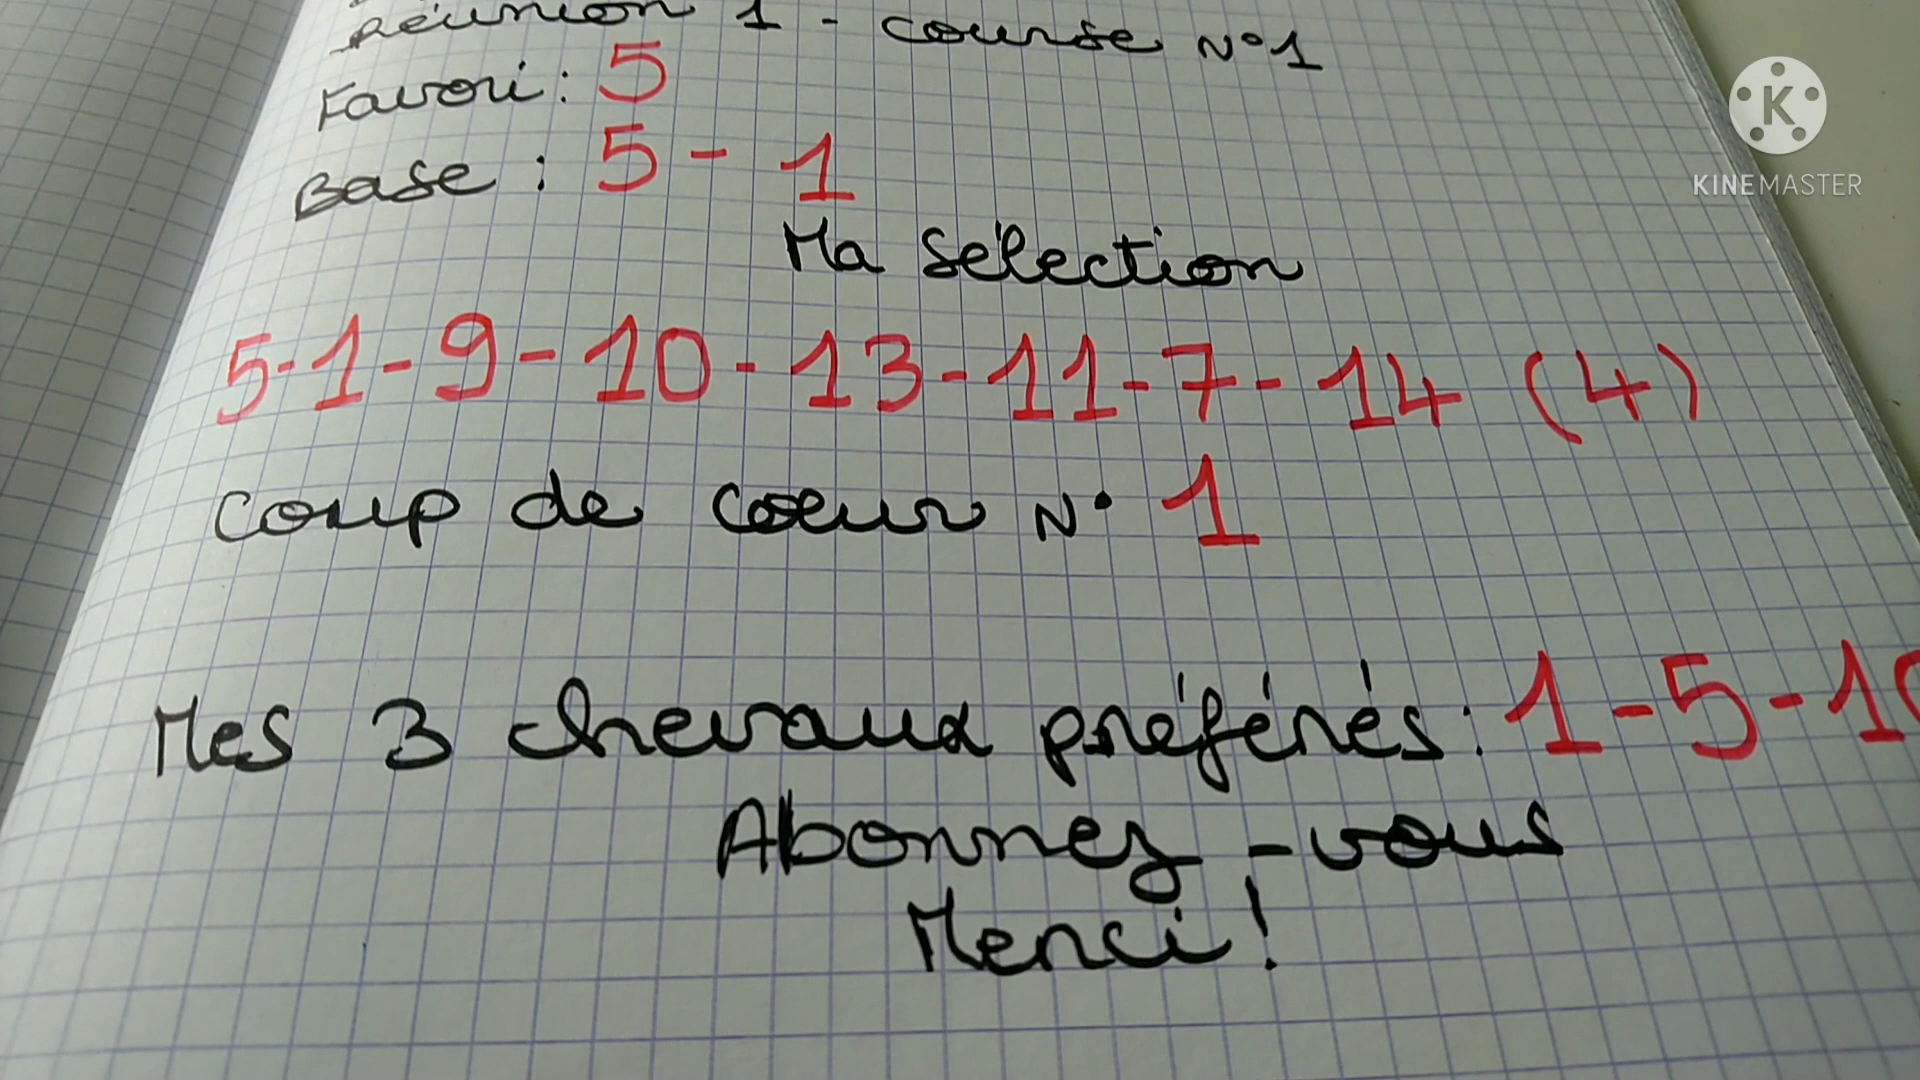 Réunion 1 - course N°1
Favori : 5
Base : 5 - 1
Ma sélection
5-1-9-10-13-11-7-14 (4)
coup de coeur N° 1
Mes 3 chevaux préférés : 1-5-10
Abonnez-vous
Merci !
KINEMASTER